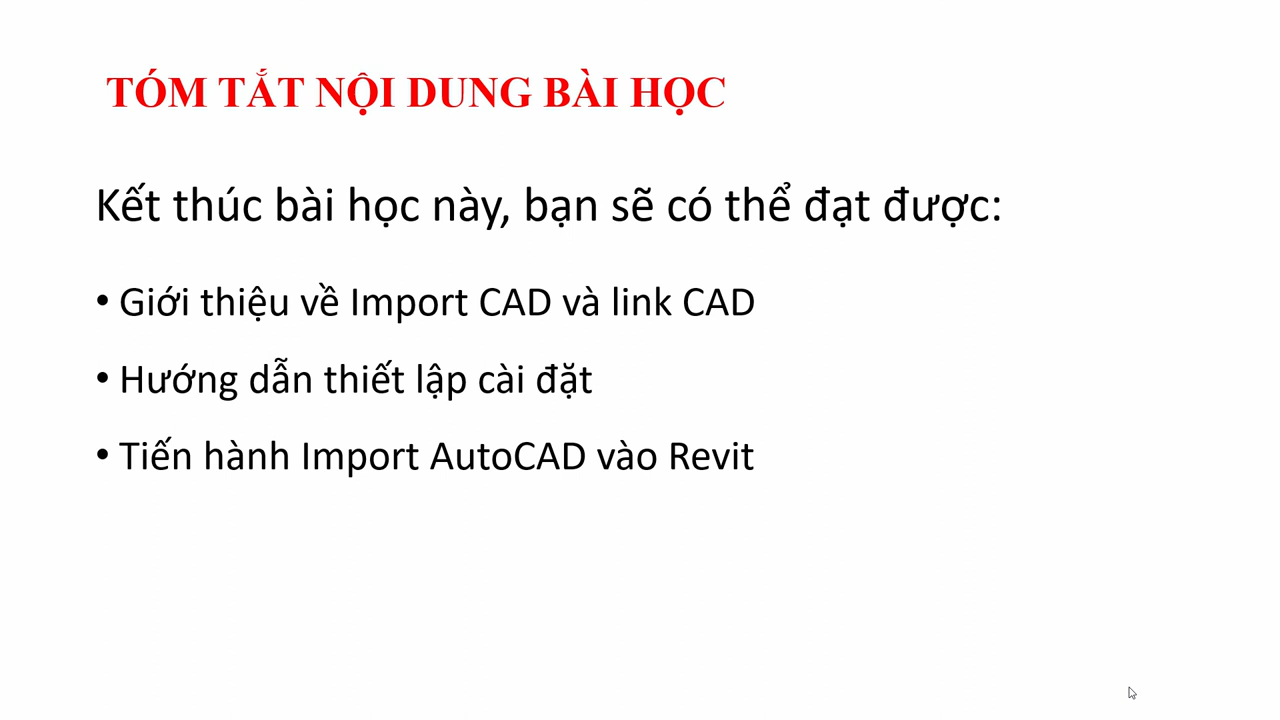 TÓM TẮT NỘI DUNG BÀI HỌC
Kết thúc bài học này, bạn sẽ có thể đạt được:
• Giới thiệu về Import CAD và link CAD
• Hướng dẫn thiết lập cài đặt
• Tiến hành Import AutoCAD vào Revit